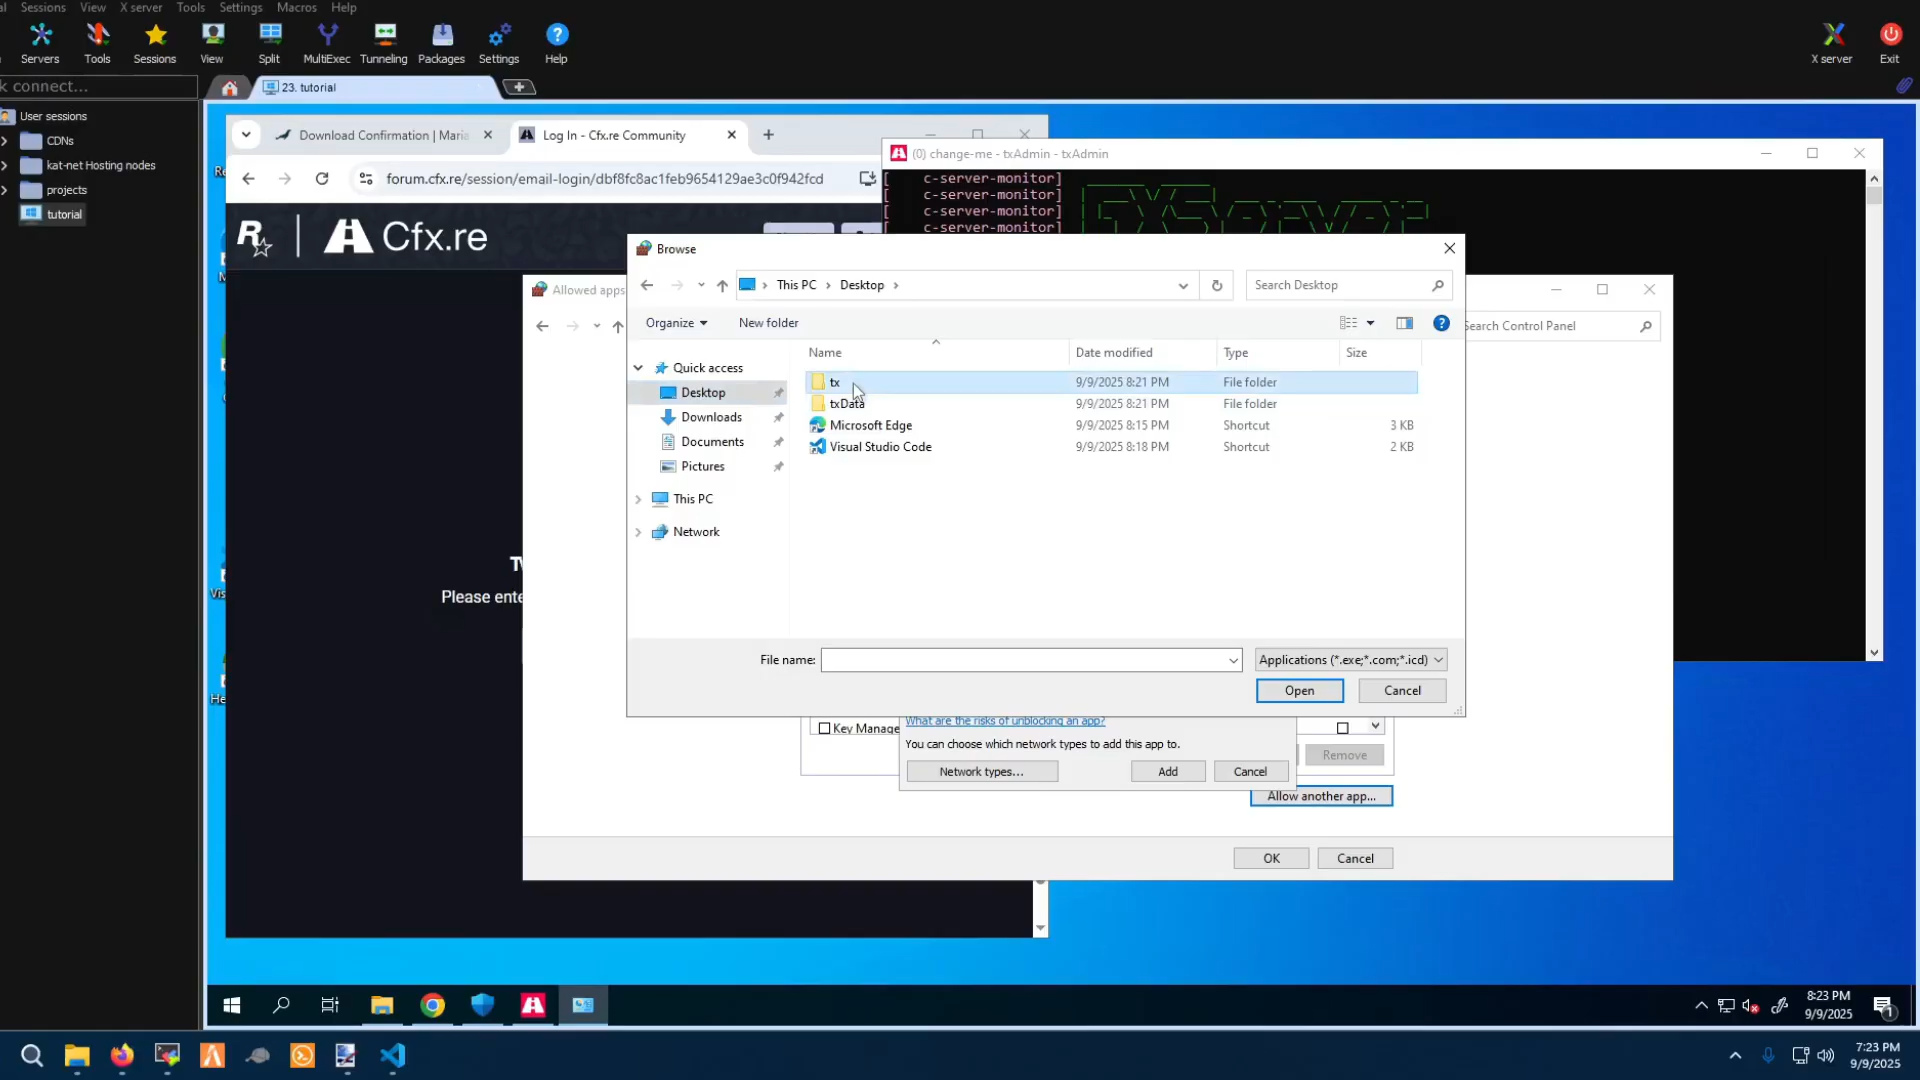 Sessions View X server Tools Settings Macros Help
Servers Tools Sessions View Split MultiExec Tunneling Packages Settings Help X server Exit
k connect...
23. tutorial
User sessions
CDNs
kat-net Hosting nodes
projects
tutorial
Download Confirmation | Maria
Log In - Cfx.re Community
forum.cfx.re/session/email-login/dbf8fc8ac1feb9654129ae3c0f942fcd
Cfx.re
Please ente
(0) change-me - txAdmin - txAdmin
[ c-server-monitor]
[ c-server-monitor]
[ c-server-monitor]
[ c-server-monitor]
FXServer
Allowed apps
Search Control Panel
Browse
This PC › Desktop ›
Search Desktop
Organize New folder
Name Date modified Type Size
tx 9/9/2025 8:21 PM File folder
txData 9/9/2025 8:21 PM File folder
Microsoft Edge 9/9/2025 8:15 PM Shortcut 3 KB
Visual Studio Code 9/9/2025 8:18 PM Shortcut 2 KB
Quick access
Desktop
Downloads
Documents
Pictures
This PC
Network
File name:
Applications (*.exe;*.com;*.icd)
Open Cancel
Key Manage
What are the risks of unblocking an app?
You can choose which network types to add this app to.
Network types... Add Cancel
Remove
Allow another app...
OK Cancel
8:23 PM
9/9/2025
1
7:23 PM
9/9/2025